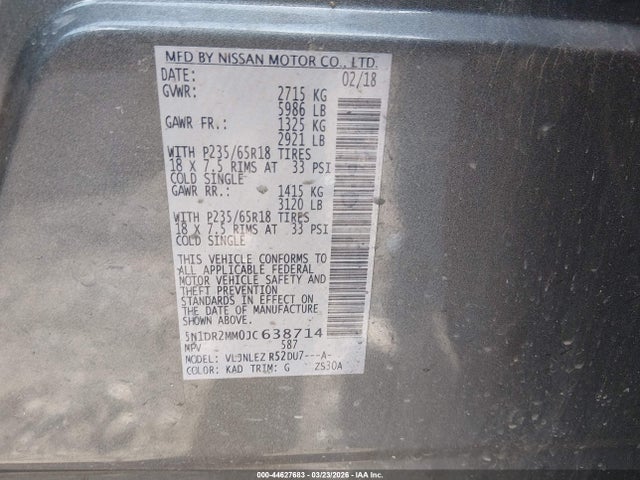 MFD BY NISSAN MOTOR CO., LTD.
DATE: 02/18
GVWR: 2715 KG
5986 LB
GAWR FR.: 1325 KG
2921 LB
WITH P235/65R18 TIRES
18 X 7.5 RIMS AT 33 PSI
COLD SINGLE
GAWR RR.: 1415 KG
3120 LB
WITH P235/65R18 TIRES
18 X 7.5 RIMS AT 33 PSI
COLD SINGLE
THIS VEHICLE CONFORMS TO
ALL APPLICABLE FEDERAL
MOTOR VEHICLE SAFETY AND
THEFT PREVENTION
STANDARDS IN EFFECT ON
THE DATE OF MANUFACTURE
SHOWN ABOVE.
5N1DR2MM0JC638714
MPV 587
MODEL: R52DU7---A-
COLOR: KAD TRIM: G ZS30A
000-44627683 | 03/23/2026 | IAA Inc.